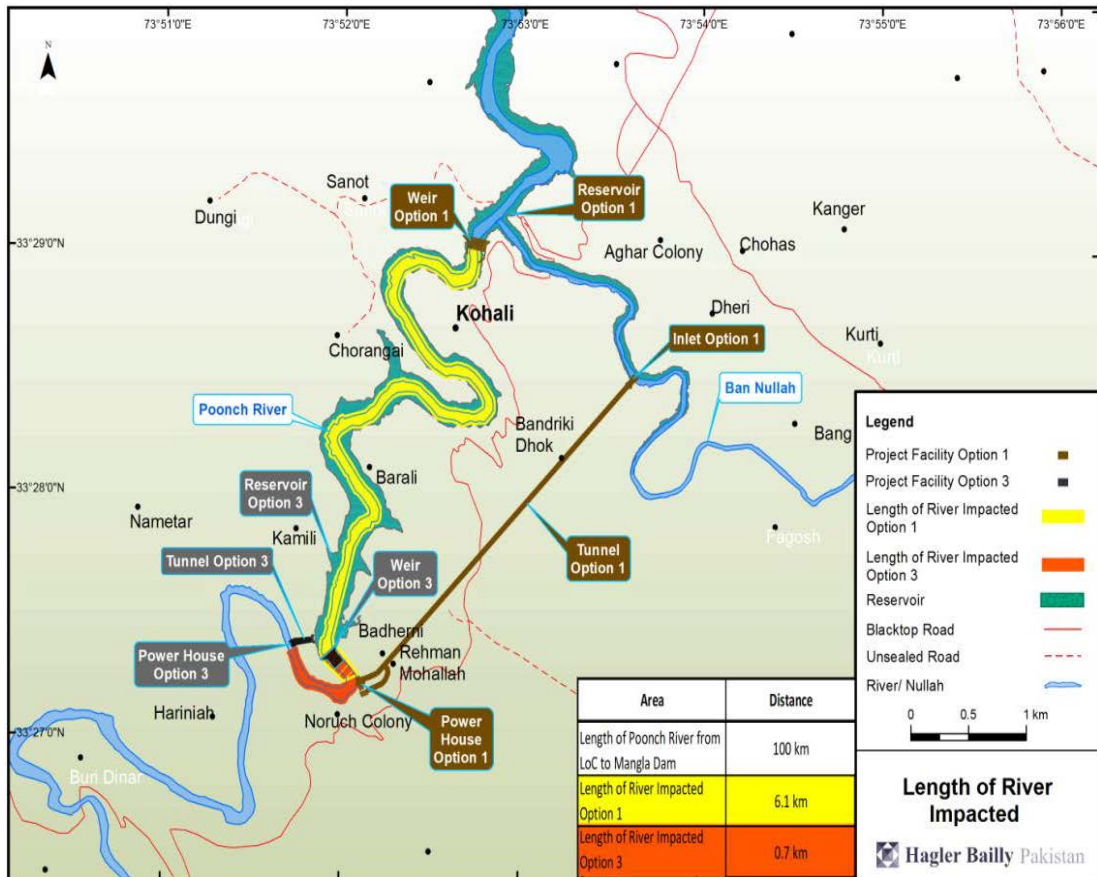 73°51'0"E
73°52'0"E
73°53'0"E
73°54'0"E
73°55'0"E
73°56'0"E
N
Sanot
Dungi
Weir
Option 1
Reservoir
Option 1
Kanger
33°29'0"N
Aghar Colony
Chohas
Kohali
Dheri
Chorangai
Inlet Option 1
Kurti
Kurti
Poonch River
Ban Nullah
Bandriki
Dhok
Bang
Barali
Reservoir
Option 3
33°28'0"N
Nametar
Kamili
Tunnel
Option 1
Fagosh
Tunnel Option 3
Weir
Option 3
Badherni
Rehman
Mohallah
Power House
Option 3
Hariniah
Noruch Colony
Power
House
Option 1
33°27'0"N
Buri Dinar
Legend
Project Facility Option 1
Project Facility Option 3
Length of River Impacted
Option 1
Length of River Impacted
Option 3
Reservoir
Blacktop Road
Unsealed Road
River/ Nullah
0 0.5 1 km
Area Distance
Length of Poonch River from
LoC to Mangla Dam
100 km
Length of River Impacted
Option 1
6.1 km
Length of River Impacted
Option 3
0.7 km
Length of River
Impacted
Hagler Bailly Pakistan